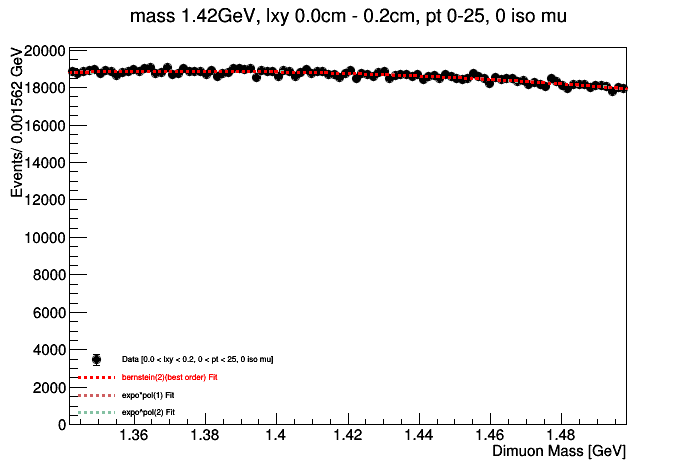 mass 1.42GeV, lxy 0.0cm - 0.2cm, pt 0-25, 0 iso mu
Events/ 0.001562 GeV
20000
18000
16000
14000
12000
10000
8000
6000
4000
2000
0
Data [0.0 < lxy < 0.2, 0 < pt < 25, 0 iso mu]
bernstein(2)(best order) Fit
expo*pol(1) Fit
expo^pol(2) Fit
1.36 1.38 1.4 1.42 1.44 1.46 1.48
Dimuon Mass [GeV]